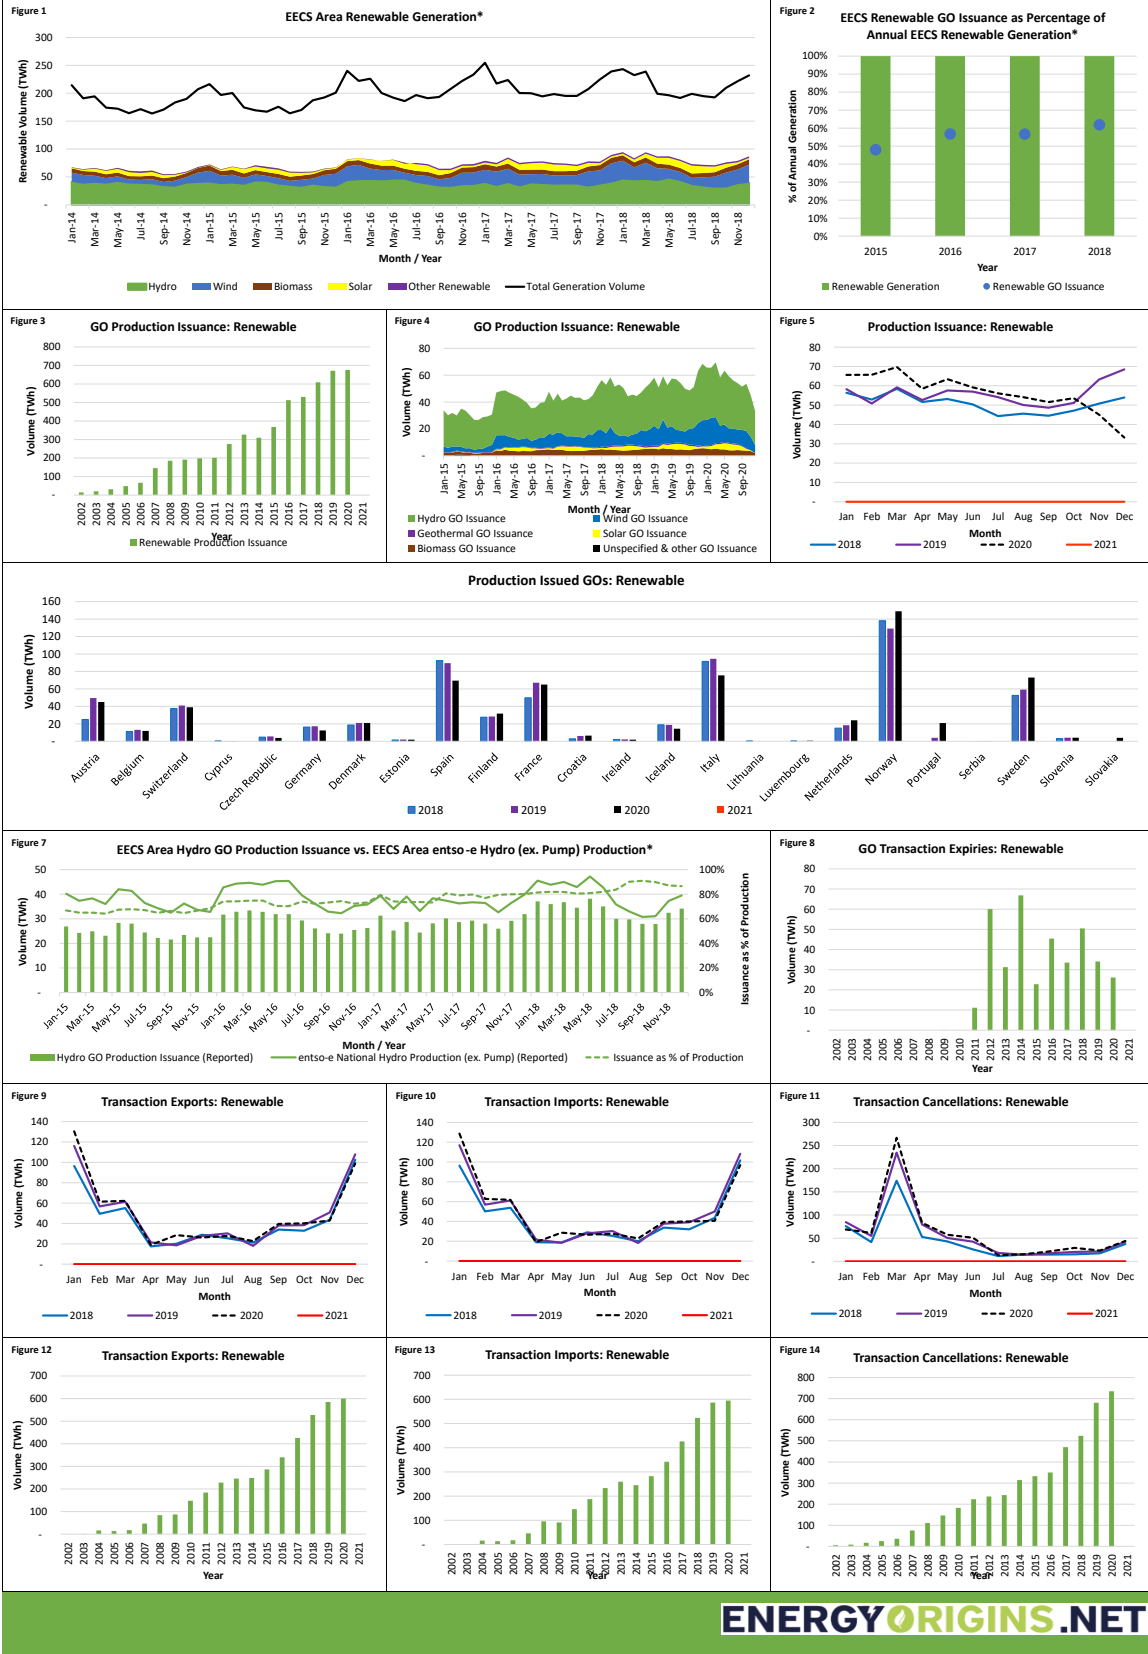 Figure 1
EECS Area Renewable Generation*
Renewable Volume (TWh)
300
250
200
150
100
50
-
Jan-14 Mar-14 May-14 Jul-14 Sep-14 Nov-14 Jan-15 Mar-15 May-15 Jul-15 Sep-15 Nov-15 Jan-16 Mar-16 May-16 Jul-16 Sep-16 Nov-16 Jan-17 Mar-17 May-17 Jul-17 Sep-17 Nov-17 Jan-18 Mar-18 May-18 Jul-18 Sep-18 Nov-18
Month / Year
Hydro Wind Biomass Solar Other Renewable Total Generation Volume
Figure 2
EECS Renewable GO Issuance as Percentage of
Annual EECS Renewable Generation*
% of Annual Generation
100%
90%
80%
70%
60%
50%
40%
30%
20%
10%
0%
2015 2016 2017 2018
Year
Renewable Generation Renewable GO Issuance
Figure 3
GO Production Issuance: Renewable
Volume (TWh)
800
700
600
500
400
300
200
100
-
2002 2003 2004 2005 2006 2007 2008 2009 2010 2011 2012 2013 2014 2015 2016 2017 2018 2019 2020 2021
Year
Renewable Production Issuance
Figure 4
GO Production Issuance: Renewable
Volume (TWh)
80
60
40
20
-
Jan-15 May-15 Sep-15 Jan-16 May-16 Sep-16 Jan-17 May-17 Sep-17 Jan-18 May-18 Sep-18 Jan-19 May-19 Sep-19 Jan-20 May-20 Sep-20
Month / Year
Hydro GO Issuance Wind GO Issuance
Geothermal GO Issuance Solar GO Issuance
Biomass GO Issuance Unspecified & other GO Issuance
Figure 5
Production Issuance: Renewable
Volume (TWh)
80
70
60
50
40
30
20
10
-
Jan Feb Mar Apr May Jun Jul Aug Sep Oct Nov Dec
Month
2018 2019 2020 2021
Production Issued GOs: Renewable
Volume (TWh)
160
140
120
100
80
60
40
20
-
Austria Belgium Switzerland Cyprus Czech Republic Germany Denmark Estonia Spain Finland France Croatia Ireland Iceland Italy Lithuania Luxembourg Netherlands Norway Portugal Serbia Sweden Slovenia Slovakia
2018 2019 2020 2021
Figure 7
EECS Area Hydro GO Production Issuance vs. EECS Area entso-e Hydro (ex. Pump) Production*
Volume (TWh)
50
40
30
20
10
-
100%
80%
60%
40%
20%
0%
Issuance as % of Production
Jan-15 Mar-15 May-15 Jul-15 Sep-15 Nov-15 Jan-16 Mar-16 May-16 Jul-16 Sep-16 Nov-16 Jan-17 Mar-17 May-17 Jul-17 Sep-17 Nov-17 Jan-18 Mar-18 May-18 Jul-18 Sep-18 Nov-18
Month / Year
Hydro GO Production Issuance (Reported) entso-e National Hydro Production (ex. Pump) (Reported) Issuance as % of Production
Figure 8
GO Transaction Expiries: Renewable
Volume (TWh)
80
70
60
50
40
30
20
10
-
2002 2003 2004 2005 2006 2007 2008 2009 2010 2011 2012 2013 2014 2015 2016 2017 2018 2019 2020 2021
Year
Figure 9
Transaction Exports: Renewable
Volume (TWh)
140
120
100
80
60
40
20
-
Jan Feb Mar Apr May Jun Jul Aug Sep Oct Nov Dec
Month
2018 2019 2020 2021
Figure 10
Transaction Imports: Renewable
Volume (TWh)
140
120
100
80
60
40
20
-
Jan Feb Mar Apr May Jun Jul Aug Sep Oct Nov Dec
Month
2018 2019 2020 2021
Figure 11
Transaction Cancellations: Renewable
Volume (TWh)
300
250
200
150
100
50
-
Jan Feb Mar Apr May Jun Jul Aug Sep Oct Nov Dec
Month
2018 2019 2020 2021
Figure 12
Transaction Exports: Renewable
Volume (TWh)
700
600
500
400
300
200
100
-
2002 2003 2004 2005 2006 2007 2008 2009 2010 2011 2012 2013 2014 2015 2016 2017 2018 2019 2020 2021
Year
Figure 13
Transaction Imports: Renewable
Volume (TWh)
700
600
500
400
300
200
100
-
2002 2003 2004 2005 2006 2007 2008 2009 2010 2011 2012 2013 2014 2015 2016 2017 2018 2019 2020 2021
Year
Figure 14
Transaction Cancellations: Renewable
Volume (TWh)
800
700
600
500
400
300
200
100
-
2002 2003 2004 2005 2006 2007 2008 2009 2010 2011 2012 2013 2014 2015 2016 2017 2018 2019 2020 2021
Year
ENERGYORIGINS.NET